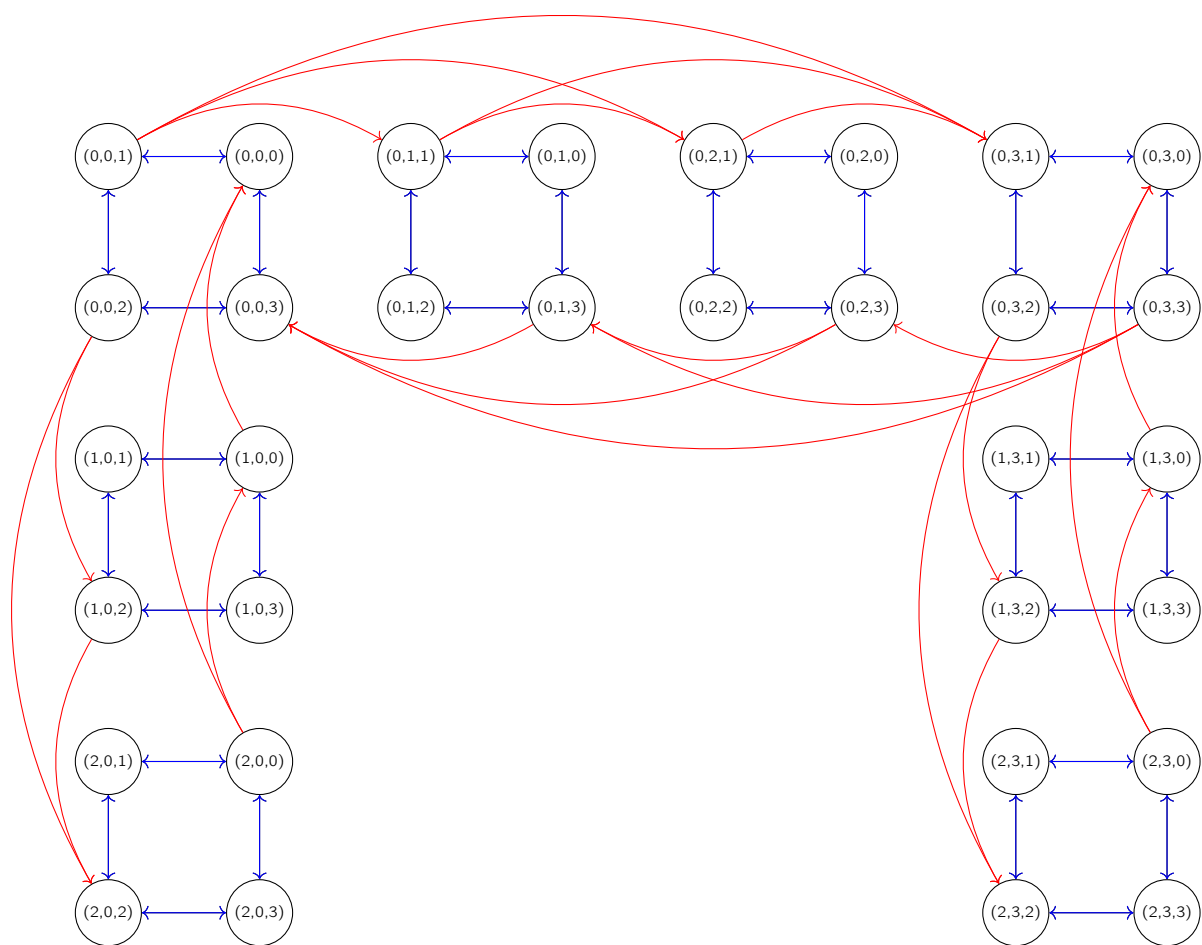 (0,0,1) (0,0,0) (0,1,1) (0,1,0) (0,2,1) (0,2,0) (0,3,1) (0,3,0)
(0,0,2) (0,0,3) (0,1,2) (0,1,3) (0,2,2) (0,2,3) (0,3,2) (0,3,3)
(1,0,1) (1,0,0) (1,3,1) (1,3,0)
(1,0,2) (1,0,3) (1,3,2) (1,3,3)
(2,0,1) (2,0,0) (2,3,1) (2,3,0)
(2,0,2) (2,0,3) (2,3,2) (2,3,3)